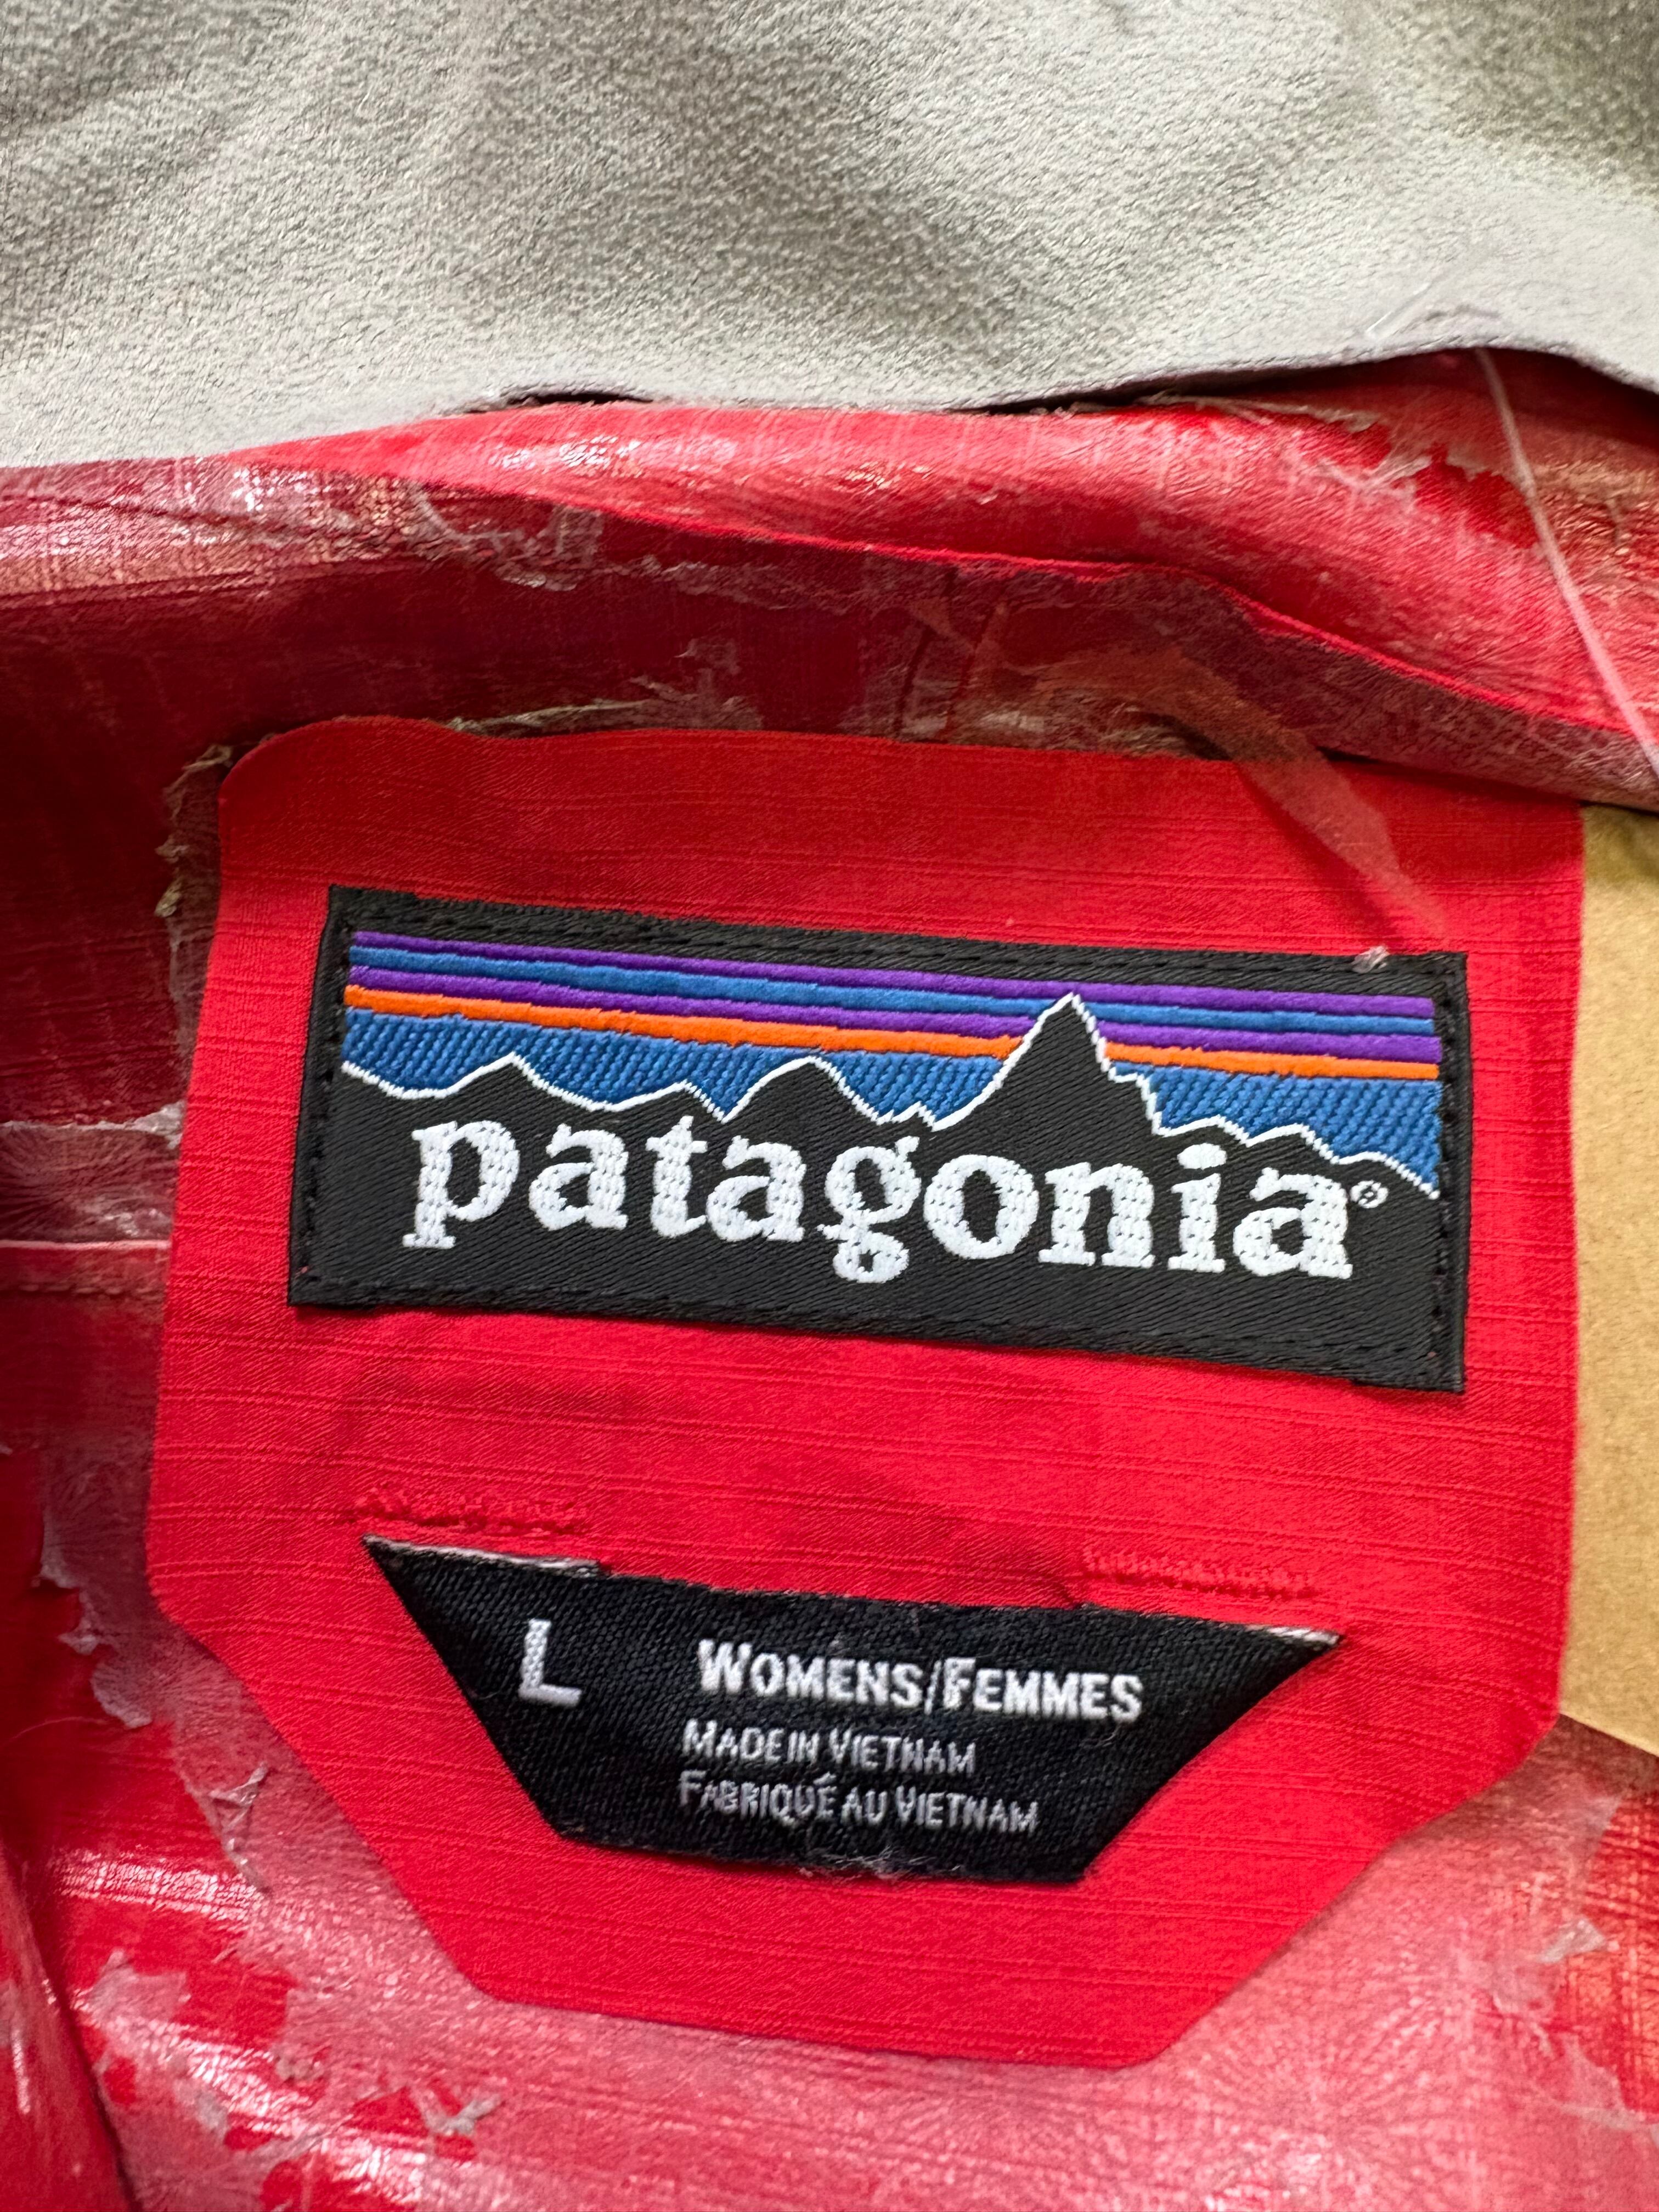 patagonia®
L WOMENS/FEMMES
MADE IN VIETNAM
FABRIQUÉ AU VIETNAM